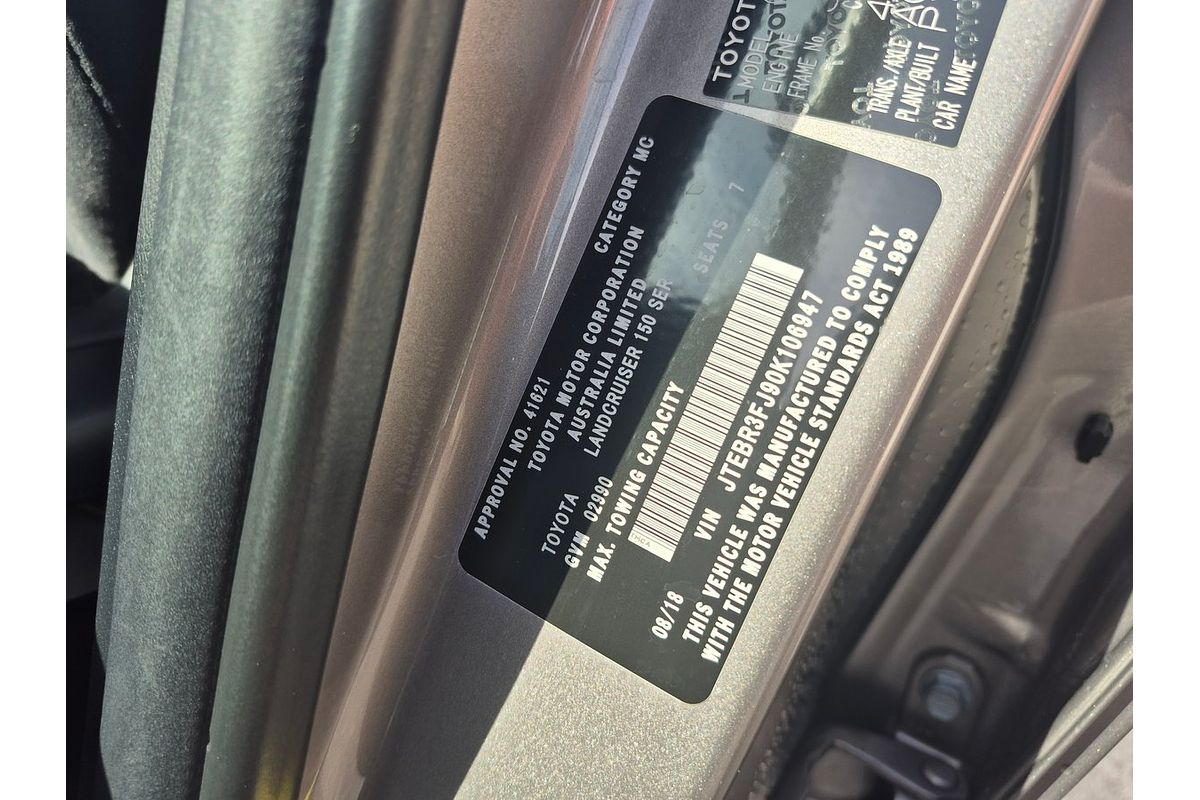 TOYOT
MODEL
ENGINE
FRAME No.
TRANS./AXLE
PLANT/BUILT
CAR NAME
APPROVAL NO. 41621 CATEGORY MC
TOYOTA MOTOR CORPORATION
AUSTRALIA LIMITED
TOYOTA LANDCRUISER 150 SER
GVM 02990 SEATS 7
MAX. TOWING CAPACITY
TMCA
08/18 VIN JTEBR3FJ90K106947
THIS VEHICLE WAS MANUFACTURED TO COMPLY
WITH THE MOTOR VEHICLE STANDARDS ACT 1989